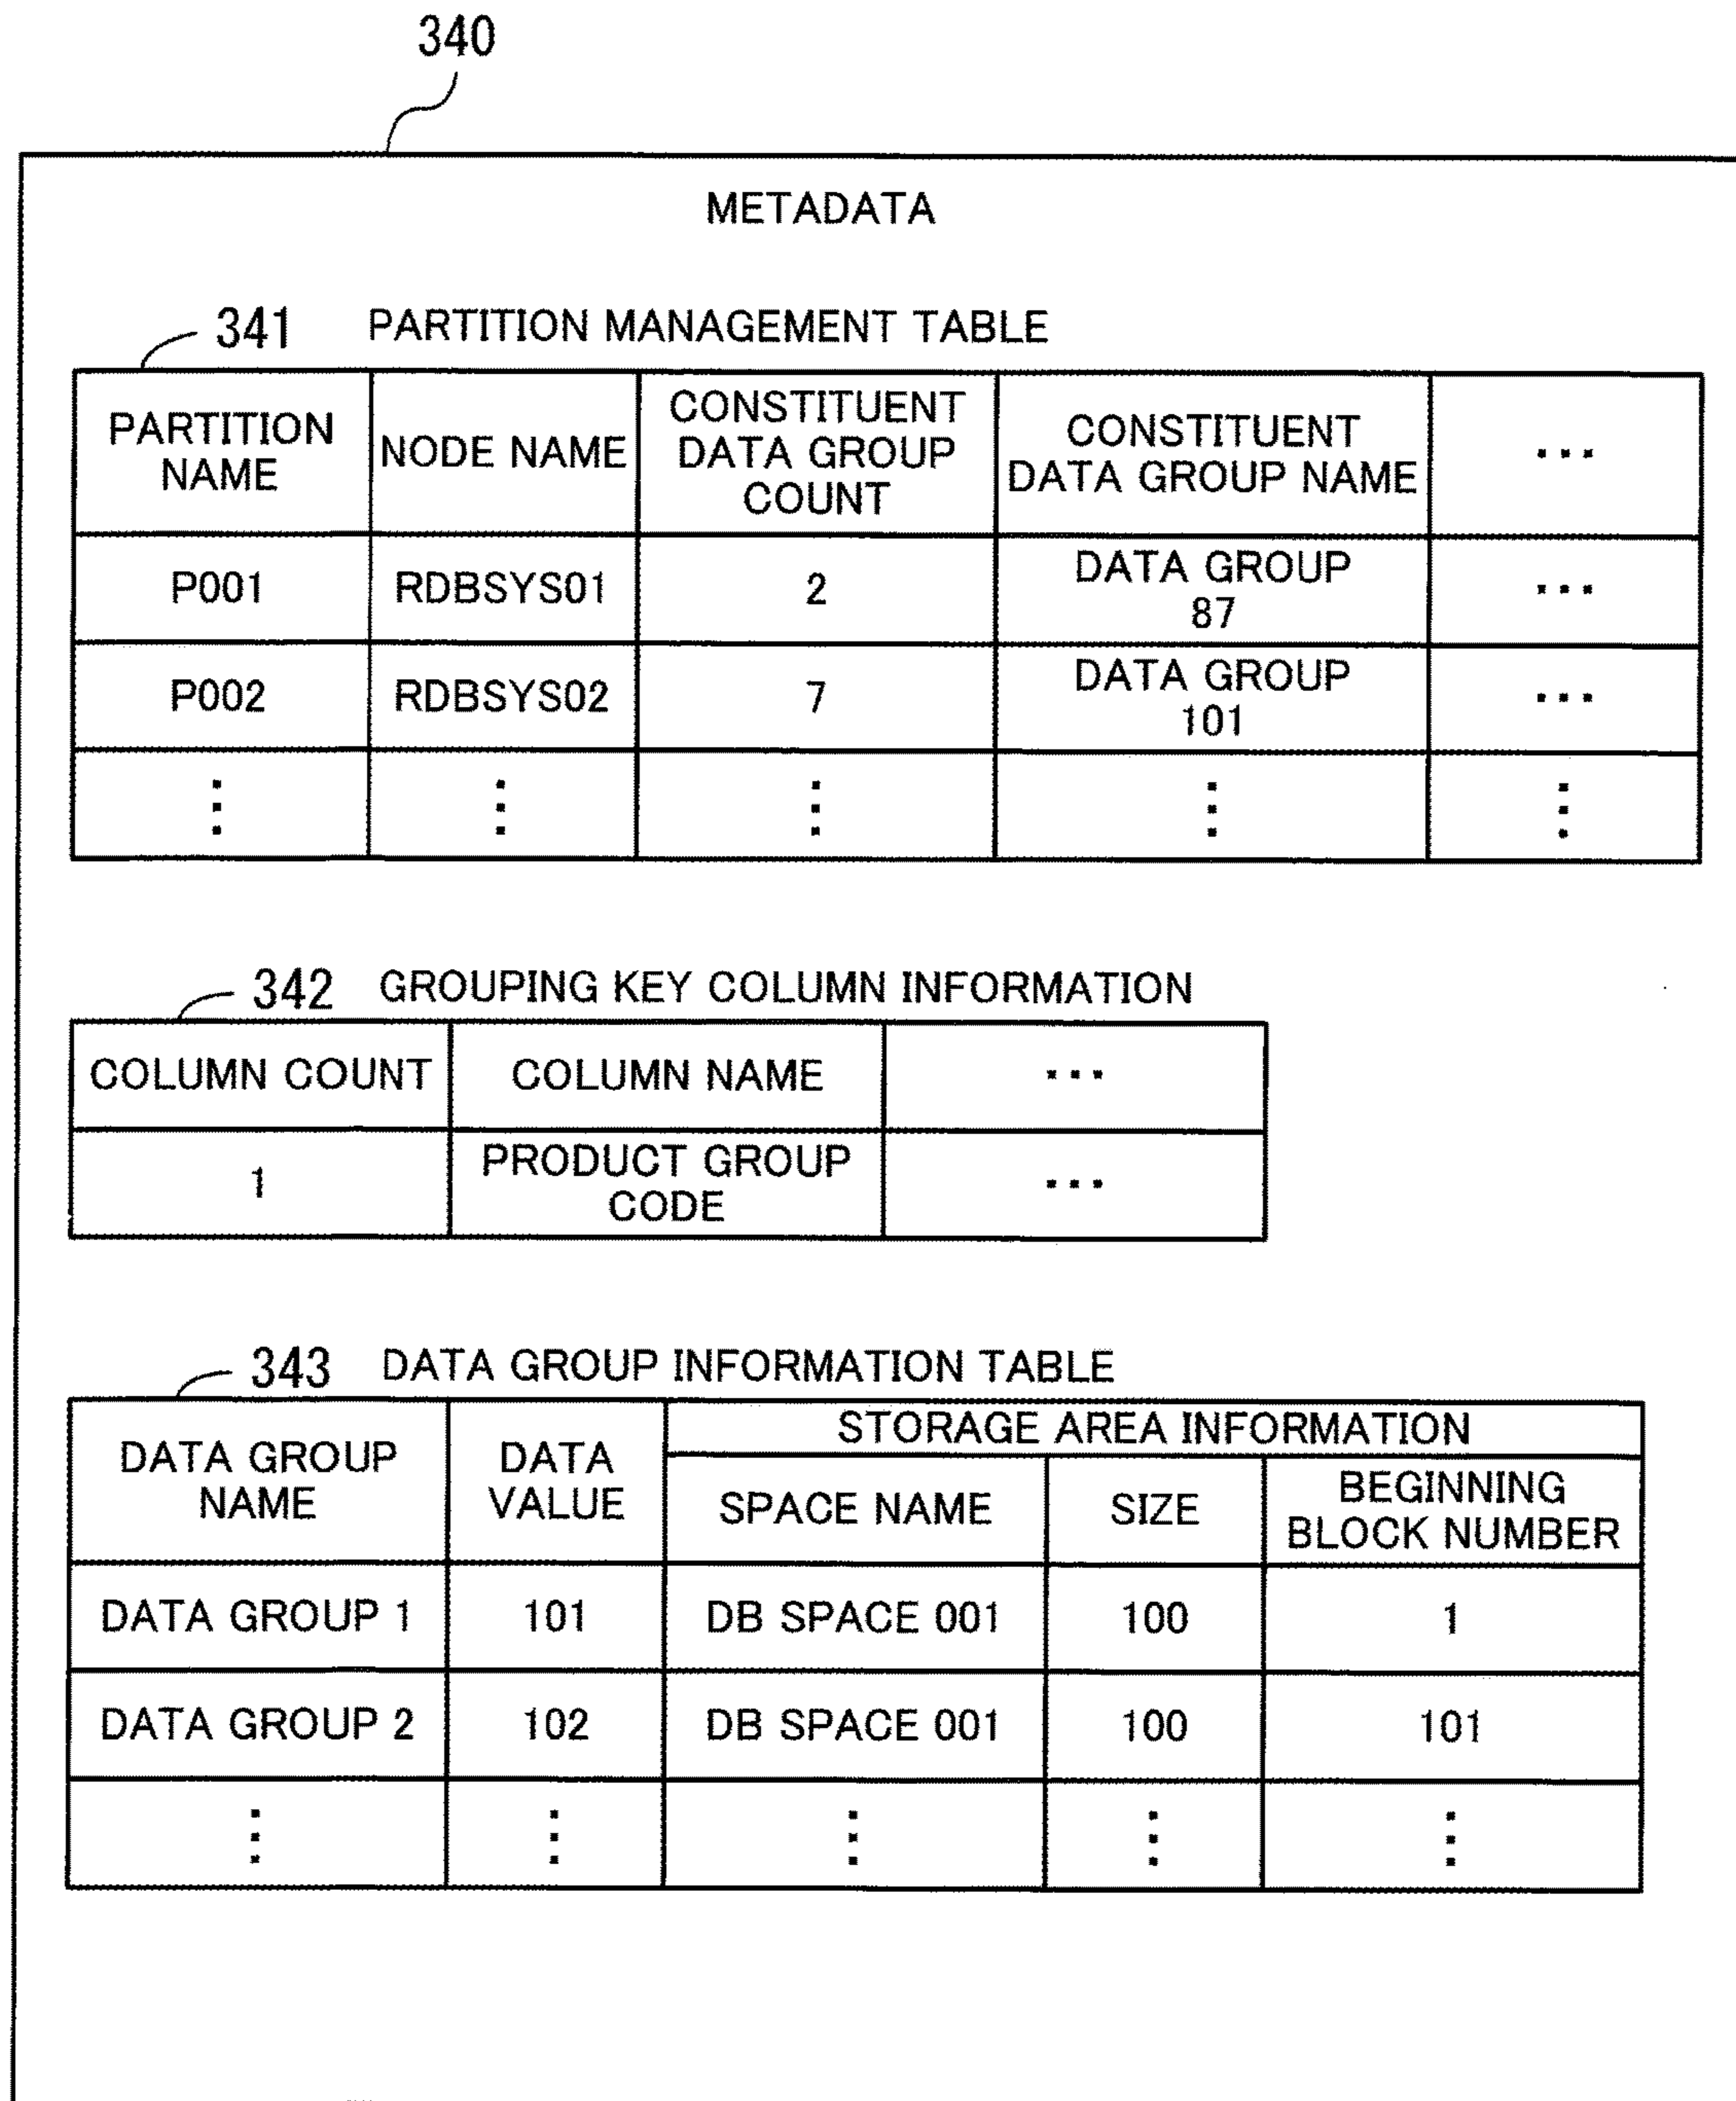 340
METADATA
341 PARTITION MANAGEMENT TABLE
PARTITION
NAME
NODE NAME
CONSTITUENT
DATA GROUP
COUNT
CONSTITUENT
DATA GROUP NAME
...
P001
RDBSYS01
2
DATA GROUP
87
...
P002
RDBSYS02
7
DATA GROUP
101
...
342 GROUPING KEY COLUMN INFORMATION
COLUMN COUNT
COLUMN NAME
...
1
PRODUCT GROUP
CODE
...
343 DATA GROUP INFORMATION TABLE
DATA GROUP
NAME
DATA
VALUE
STORAGE AREA INFORMATION
SPACE NAME
SIZE
BEGINNING
BLOCK NUMBER
DATA GROUP 1
101
DB SPACE 001
100
1
DATA GROUP 2
102
DB SPACE 001
100
101